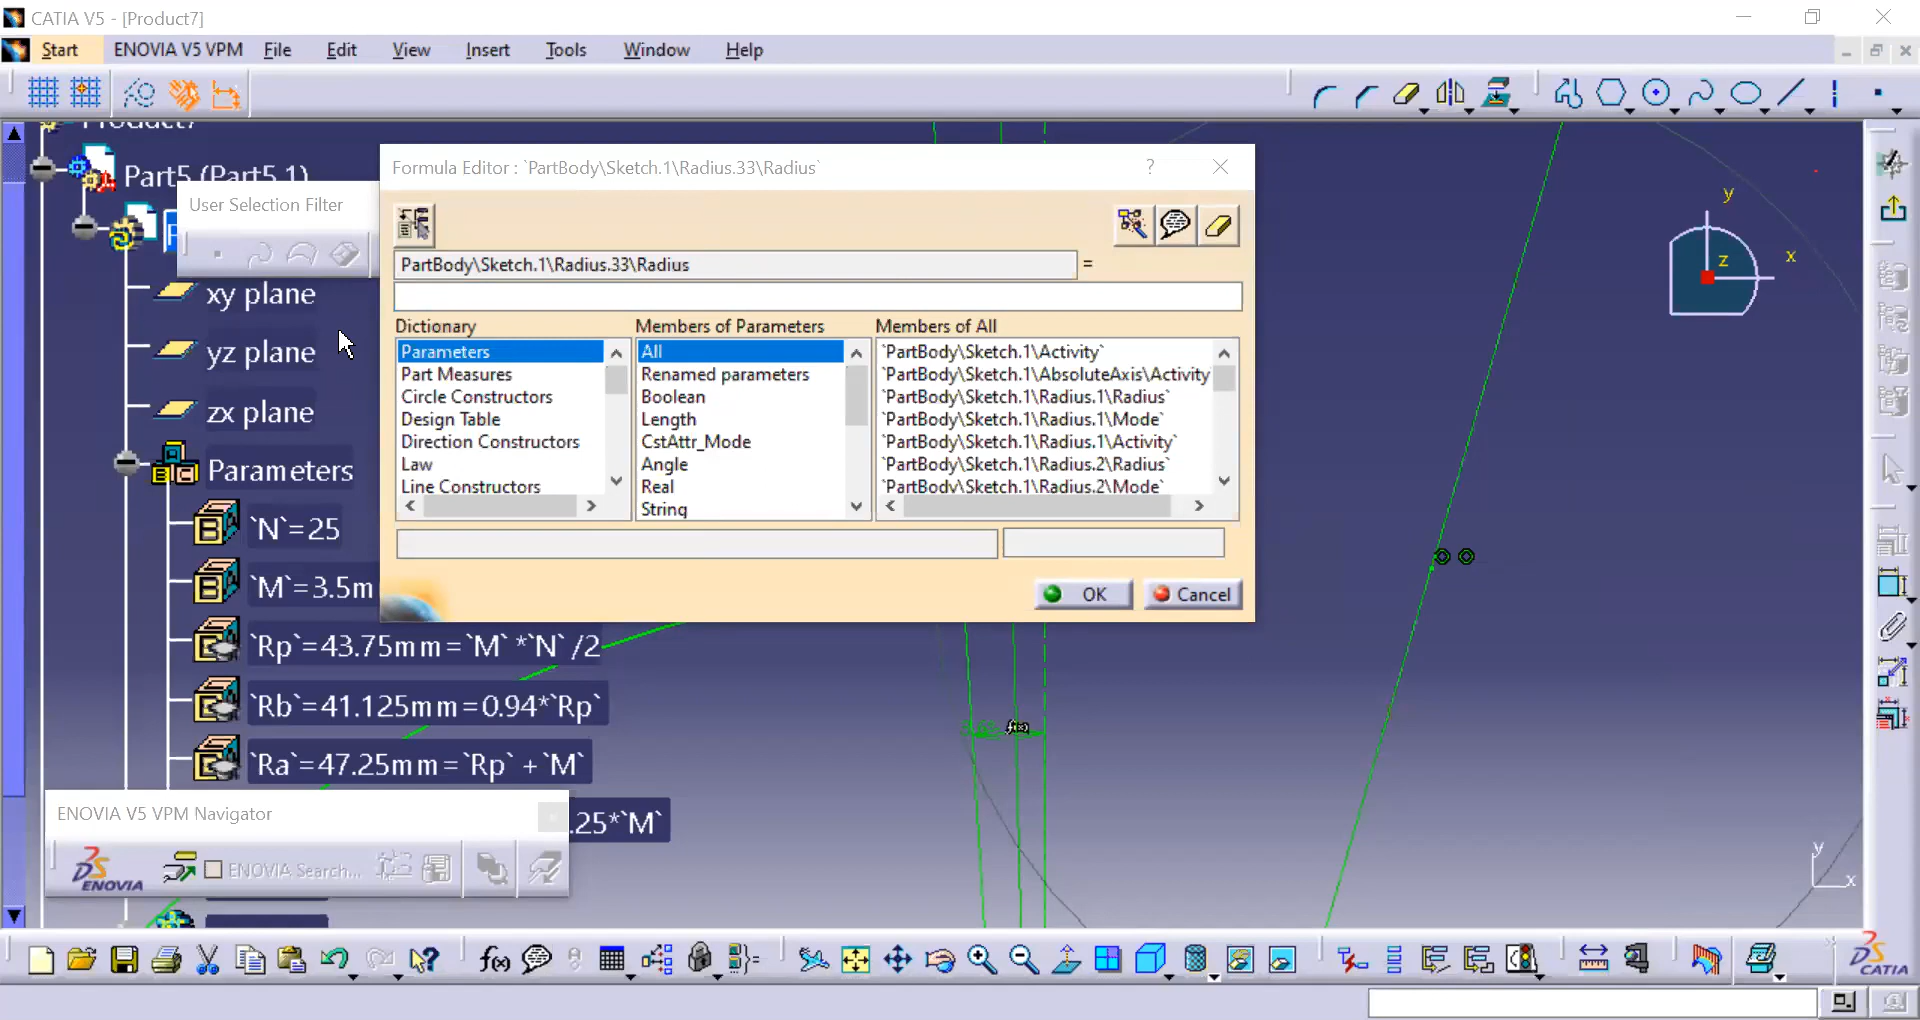 CATIA V5 - [Product7]
Start ENOVIA V5 VPM File Edit View Insert Tools Window Help
Product7
Part5 (Part5.1)
User Selection Filter
xy plane
yz plane
zx plane
Parameters
`N`=25
`M`=3.5m
`Rp`=43.75mm=`M` *`N` /2
`Rb`=41.125mm=0.94*`Rp`
`Ra`=47.25mm=`Rp` +`M`
.25*`M`
ENOVIA V5 VPM Navigator
ENOVIA
ENOVIA Search...
Formula Editor : `PartBody\Sketch.1\Radius.33\Radius`
?
PartBody\Sketch.1\Radius.33\Radius =
Dictionary
Parameters
Part Measures
Circle Constructors
Design Table
Direction Constructors
Law
Line Constructors
Members of Parameters
All
Renamed parameters
Boolean
Length
CstAttr_Mode
Angle
Real
String
Members of All
`PartBody\Sketch.1\Activity`
`PartBody\Sketch.1\AbsoluteAxis\Activity
`PartBody\Sketch.1\Radius.1\Radius`
`PartBody\Sketch.1\Radius.1\Mode`
`PartBody\Sketch.1\Radius.1\Activity`
`PartBody\Sketch.1\Radius.2\Radius`
`PartBody\Sketch.1\Radius.2\Mode`
OK Cancel
f(x)
y
x
z
y
x
f(x)
CATIA